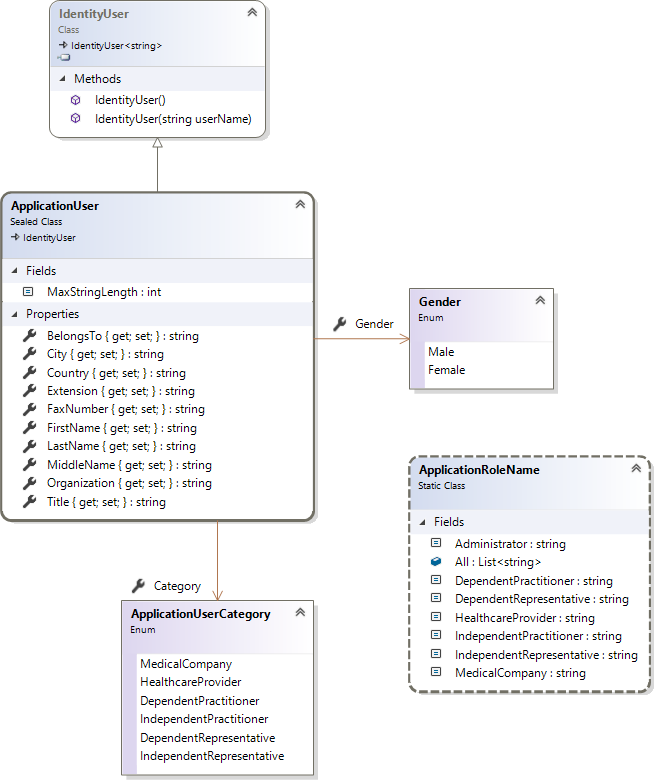 IdentityUser
Class
IdentityUser<string>
Methods
IdentityUser()
IdentityUser(string userName)
ApplicationUser
Sealed Class
IdentityUser
Fields
MaxStringLength : int
Properties
BelongsTo { get; set; } : string
City { get; set; } : string
Country { get; set; } : string
Extension { get; set; } : string
FaxNumber { get; set; } : string
FirstName { get; set; } : string
LastName { get; set; } : string
MiddleName { get; set; } : string
Organization { get; set; } : string
Title { get; set; } : string
Gender
Gender
Enum
Male
Female
Category
ApplicationUserCategory
Enum
MedicalCompany
HealthcareProvider
DependentPractitioner
IndependentPractitioner
DependentRepresentative
IndependentRepresentative
ApplicationRoleName
Static Class
Fields
Administrator : string
All : List<string>
DependentPractitioner : string
DependentRepresentative : string
HealthcareProvider : string
IndependentPractitioner : string
IndependentRepresentative : string
MedicalCompany : string